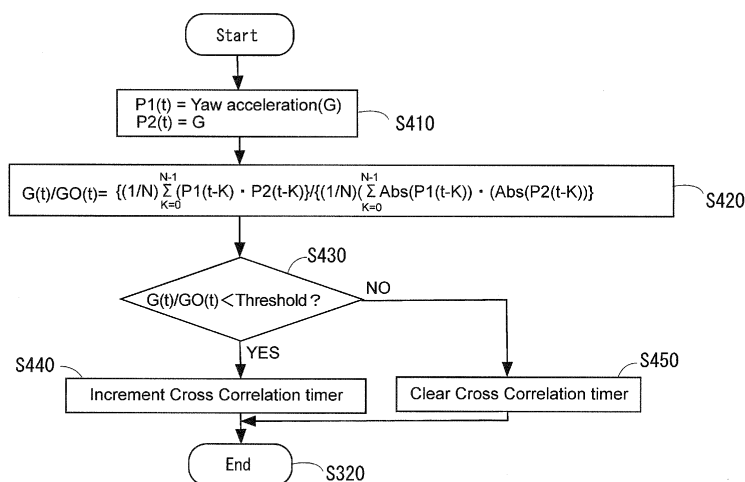 Start
P1(t) = Yaw acceleration(G)
P2(t) = G
S410
N-1 N-1
G(t)/GO(t)= {(1/N) Σ (P1(t-K) · P2(t-K)}/{(1/N)( Σ Abs(P1(t-K)) · (Abs(P2(t-K))}
K=0 K=0
S420
S430
G(t)/GO(t)<Threshold?
NO
YES
S440
Increment Cross Correlation timer
S450
Clear Cross Correlation timer
End
S320